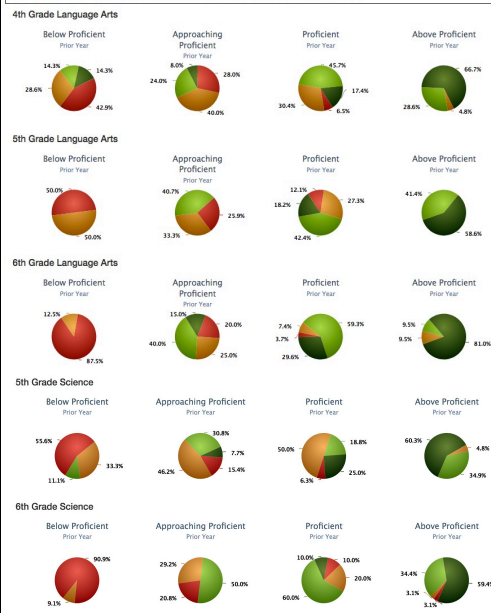 4th Grade Language Arts
Below Proficient
Prior Year
14.3%
14.3%
28.6%
42.9%
Approaching
Proficient
Prior Year
8.0%
28.0%
24.0%
40.0%
Proficient
Prior Year
45.7%
17.4%
30.4%
6.5%
Above Proficient
Prior Year
66.7%
28.6%
4.8%
5th Grade Language Arts
Below Proficient
Prior Year
50.0%
50.0%
Approaching
Proficient
Prior Year
40.7%
25.9%
33.3%
Proficient
Prior Year
12.1%
27.3%
18.2%
42.4%
Above Proficient
Prior Year
41.4%
58.6%
6th Grade Language Arts
Below Proficient
Prior Year
12.5%
87.5%
Approaching
Proficient
Prior Year
15.0%
20.0%
40.0%
25.0%
Proficient
Prior Year
7.4%
59.3%
3.7%
29.6%
Above Proficient
Prior Year
9.5%
9.5%
81.0%
5th Grade Science
Below Proficient
Prior Year
55.6%
33.3%
11.1%
Approaching Proficient
Prior Year
30.8%
7.7%
46.2%
15.4%
Proficient
Prior Year
18.8%
50.0%
25.0%
6.3%
Above Proficient
Prior Year
60.3%
4.8%
34.9%
6th Grade Science
Below Proficient
Prior Year
90.9%
9.1%
Approaching Proficient
Prior Year
29.2%
50.0%
20.8%
Proficient
Prior Year
10.0%
10.0%
20.0%
60.0%
Above Proficient
Prior Year
34.4%
59.4
3.1%
3.1%